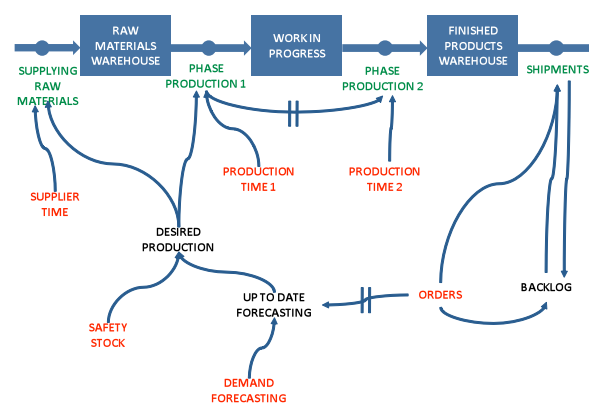 RAW
MATERIALS
WAREHOUSE
WORK IN
PROGRESS
FINISHED
PRODUCTS
WAREHOUSE
SUPPLYING
RAW
MATERIALS
PHASE
PRODUCTION 1
PHASE
PRODUCTION 2
SHIPMENTS
SUPPLIER
TIME
PRODUCTION
TIME 1
PRODUCTION
TIME 2
DESIRED
PRODUCTION
UP TO DATE
FORECASTING
ORDERS
BACKLOG
SAFETY
STOCK
DEMAND
FORECASTING